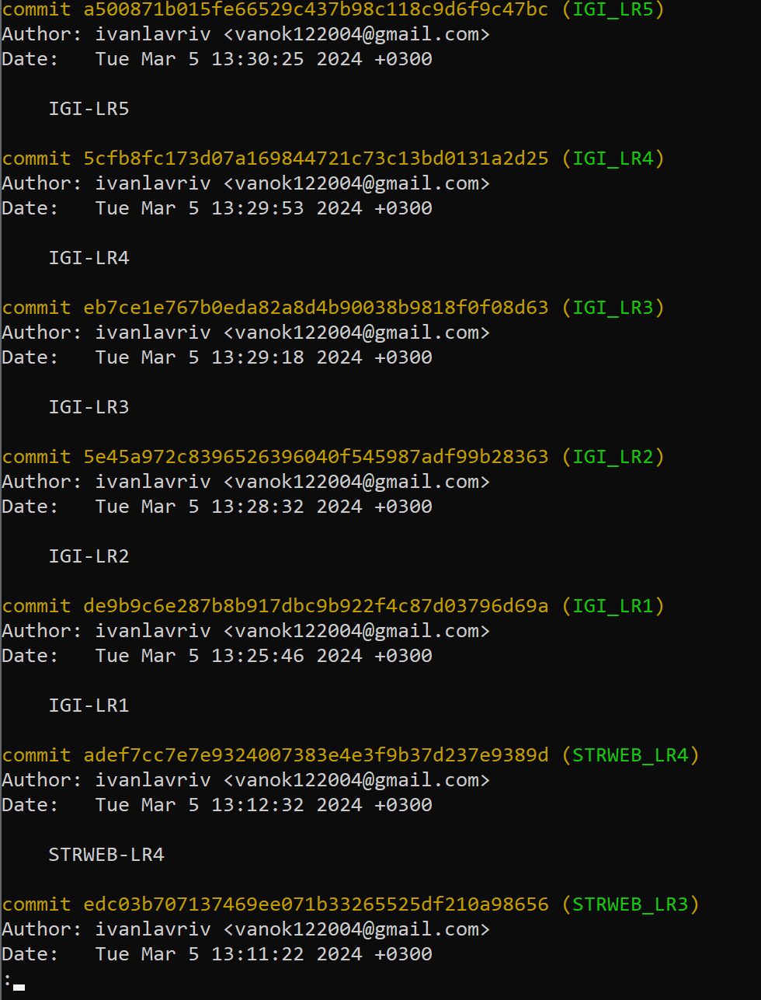 commit a500871b015fe66529c437b98c118c9d6f9c47bc (IGI_LR5)
Author: ivanlavriv <vanok122004@gmail.com>
Date:   Tue Mar 5 13:30:25 2024 +0300
IGI-LR5
commit 5cfb8fc173d07a169844721c73c13bd0131a2d25 (IGI_LR4)
Author: ivanlavriv <vanok122004@gmail.com>
Date:   Tue Mar 5 13:29:53 2024 +0300
IGI-LR4
commit eb7ce1e767b0eda82a8d4b90038b9818f0f08d63 (IGI_LR3)
Author: ivanlavriv <vanok122004@gmail.com>
Date:   Tue Mar 5 13:29:18 2024 +0300
IGI-LR3
commit 5e45a972c8396526396040f545987adf99b28363 (IGI_LR2)
Author: ivanlavriv <vanok122004@gmail.com>
Date:   Tue Mar 5 13:28:32 2024 +0300
IGI-LR2
commit de9b9c6e287b8b917dbc9b922f4c87d03796d69a (IGI_LR1)
Author: ivanlavriv <vanok122004@gmail.com>
Date:   Tue Mar 5 13:25:46 2024 +0300
IGI-LR1
commit adef7cc7e7e9324007383e4e3f9b37d237e9389d (STRWEB_LR4)
Author: ivanlavriv <vanok122004@gmail.com>
Date:   Tue Mar 5 13:12:32 2024 +0300
STRWEB-LR4
commit edc03b707137469ee071b33265525df210a98656 (STRWEB_LR3)
Author: ivanlavriv <vanok122004@gmail.com>
Date:   Tue Mar 5 13:11:22 2024 +0300
: